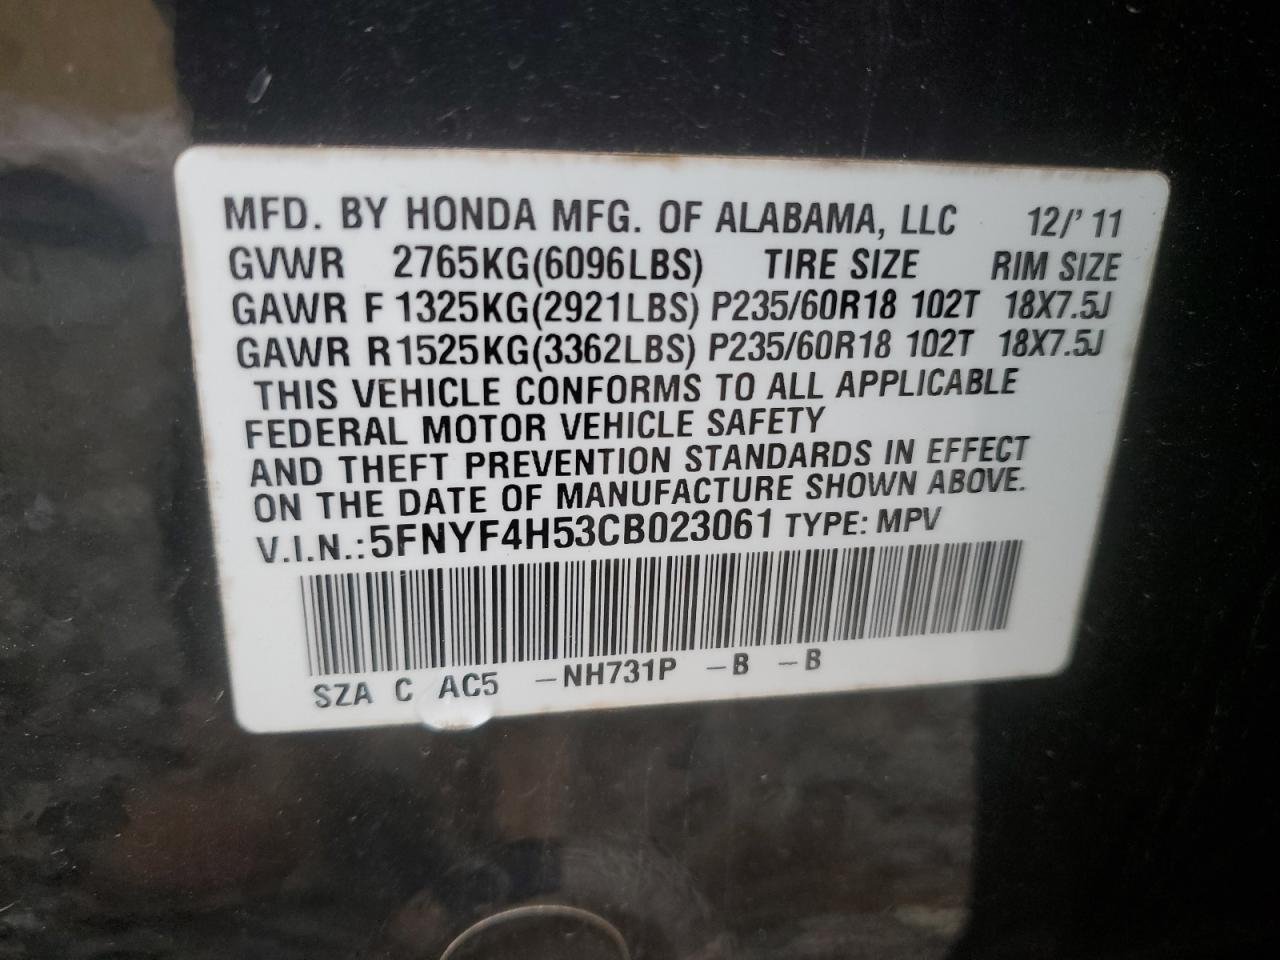 MFD. BY HONDA MFG. OF ALABAMA, LLC 12/' 11
GVWR 2765KG(6096LBS) TIRE SIZE RIM SIZE
GAWR F 1325KG(2921LBS) P235/60R18 102T 18X7.5J
GAWR R 1525KG(3362LBS) P235/60R18 102T 18X7.5J
THIS VEHICLE CONFORMS TO ALL APPLICABLE
FEDERAL MOTOR VEHICLE SAFETY
AND THEFT PREVENTION STANDARDS IN EFFECT
ON THE DATE OF MANUFACTURE SHOWN ABOVE.
V.I.N.: 5FNYF4H53CB023061 TYPE: MPV
SZA C AC5 –NH731P –B –B